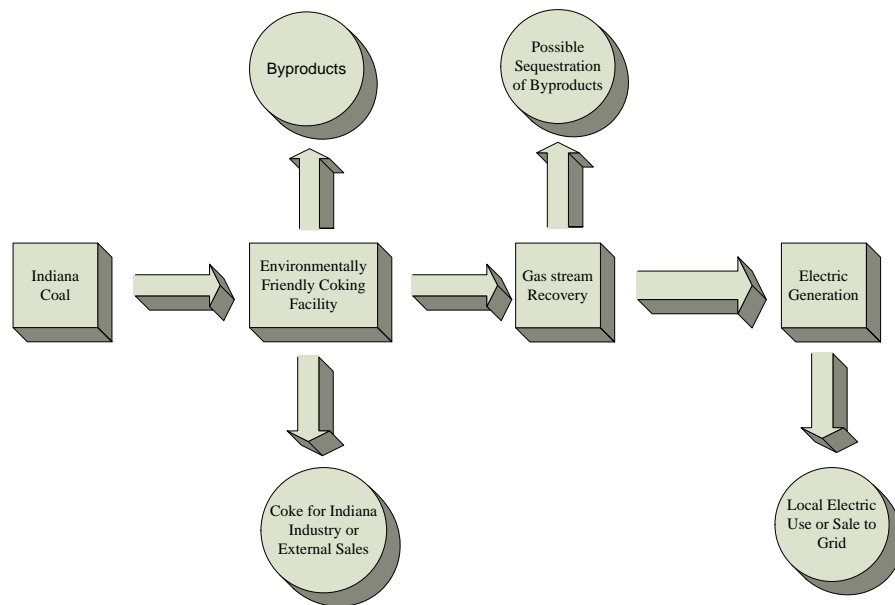 Byproducts
Possible
Sequestration
of Byproducts
Indiana
Coal
Environmentally
Friendly Coking
Facility
Gas stream
Recovery
Electric
Generation
Coke for Indiana
Industry or
External Sales
Local Electric
Use or Sale to
Grid